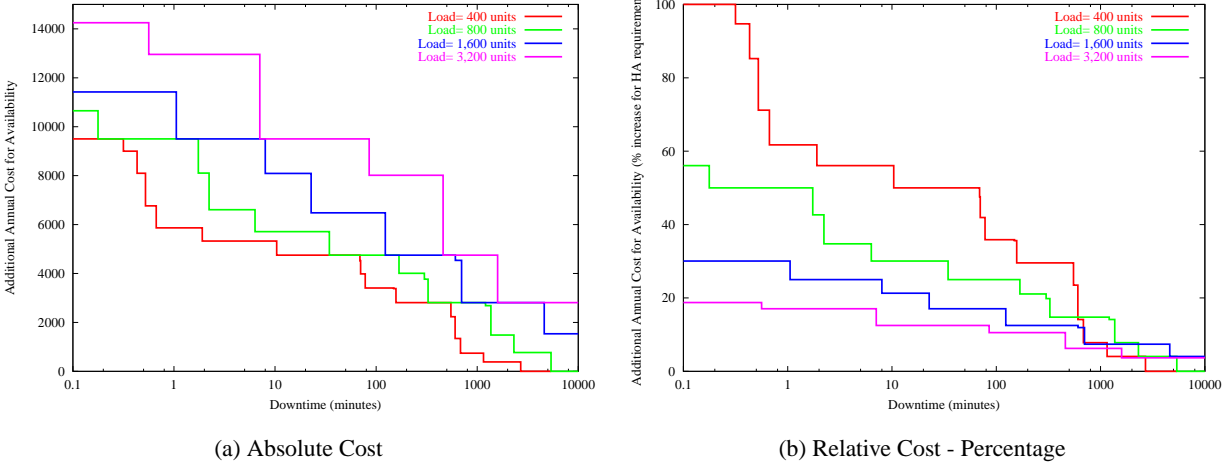 Additional Annual Cost for Availability
14000
12000
10000
8000
6000
4000
2000
0
0.1 1 10 100 1000 10000
Downtime (minutes)
Load= 400 units
Load= 800 units
Load= 1,600 units
Load= 3,200 units
(a) Absolute Cost
Additional Annual Cost for Availability (% increase for HA requirement
100
80
60
40
20
0
0.1 1 10 100 1000 10000
Downtime (minutes)
Load= 400 units
Load= 800 units
Load= 1,600 units
Load= 3,200 units
(b) Relative Cost - Percentage